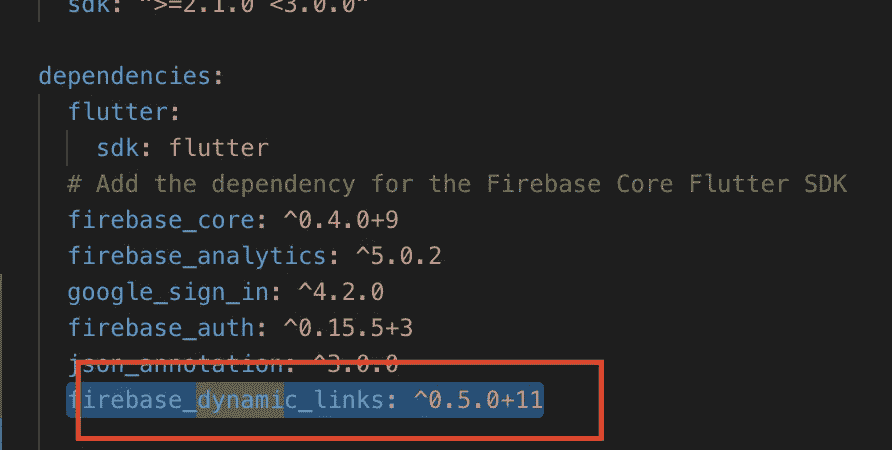 sdk: ">=2.1.0 <3.0.0"
dependencies:
flutter:
sdk: flutter
# Add the dependency for the Firebase Core Flutter SDK
firebase_core: ^0.4.0+9
firebase_analytics: ^5.0.2
google_sign_in: ^4.2.0
firebase_auth: ^0.15.5+3
json_annotation: ^3.0.0
firebase_dynamic_links: ^0.5.0+11